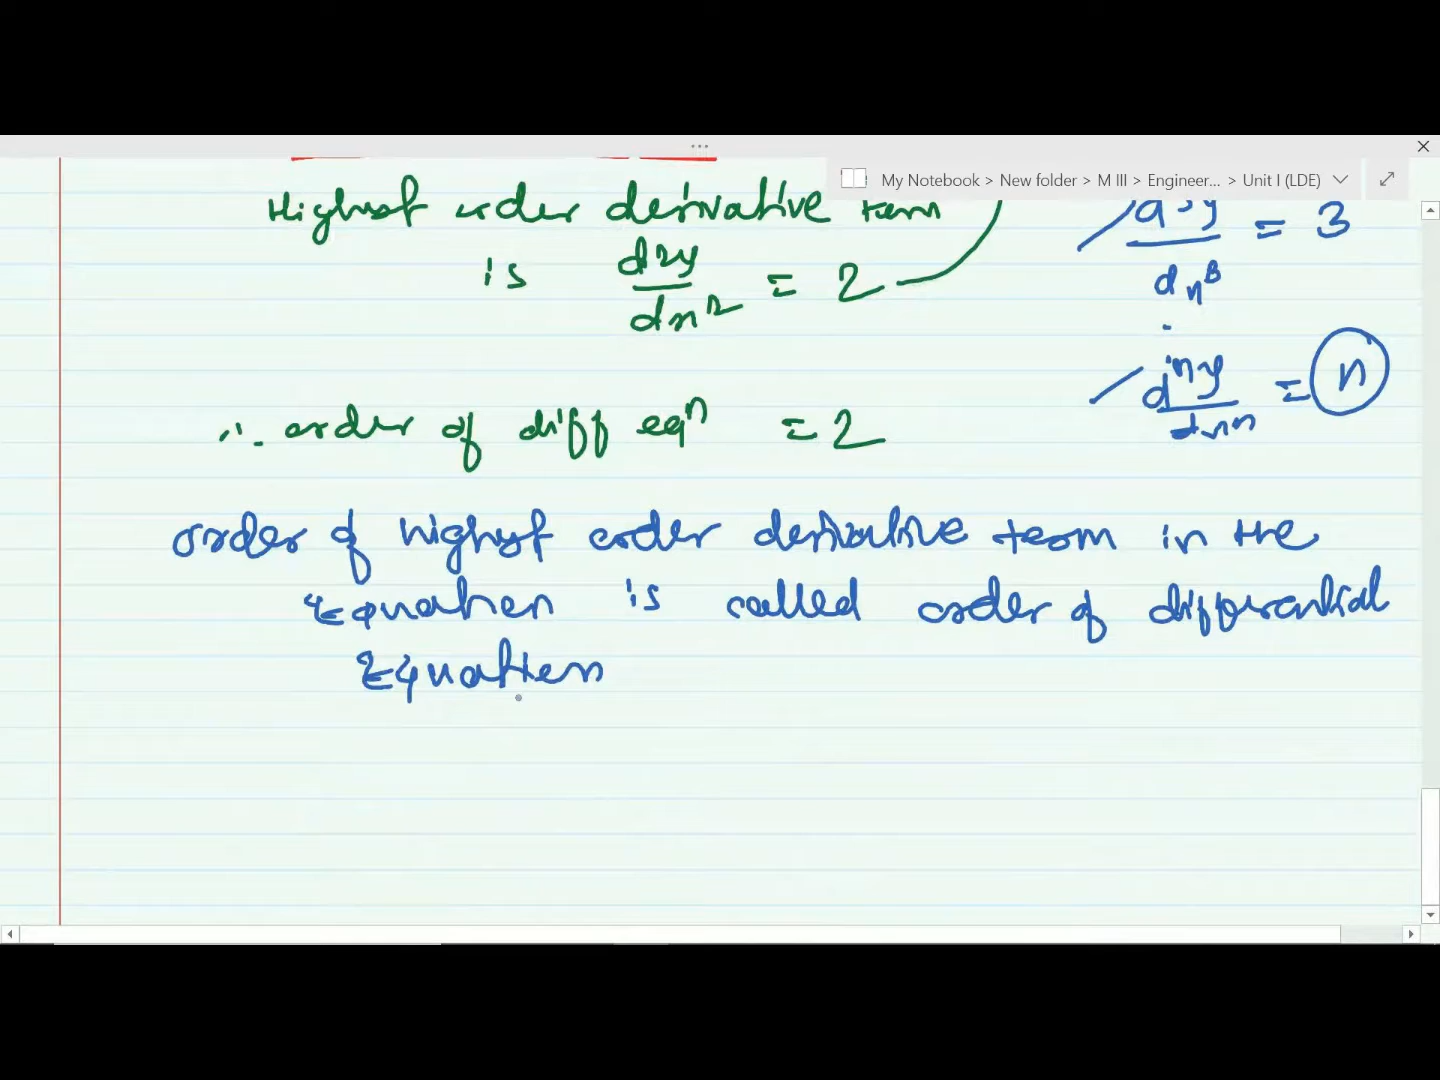 My Notebook > New folder > M III > Engineer... > Unit I (LDE)
Highest order derivative term
is d2y/dx² = 2
d3y/dx³ = 3
dⁿy/dxⁿ = n
∴ order of diff eqⁿ = 2
order of highest order derivative term in the
Equation is called order of differential
Equation